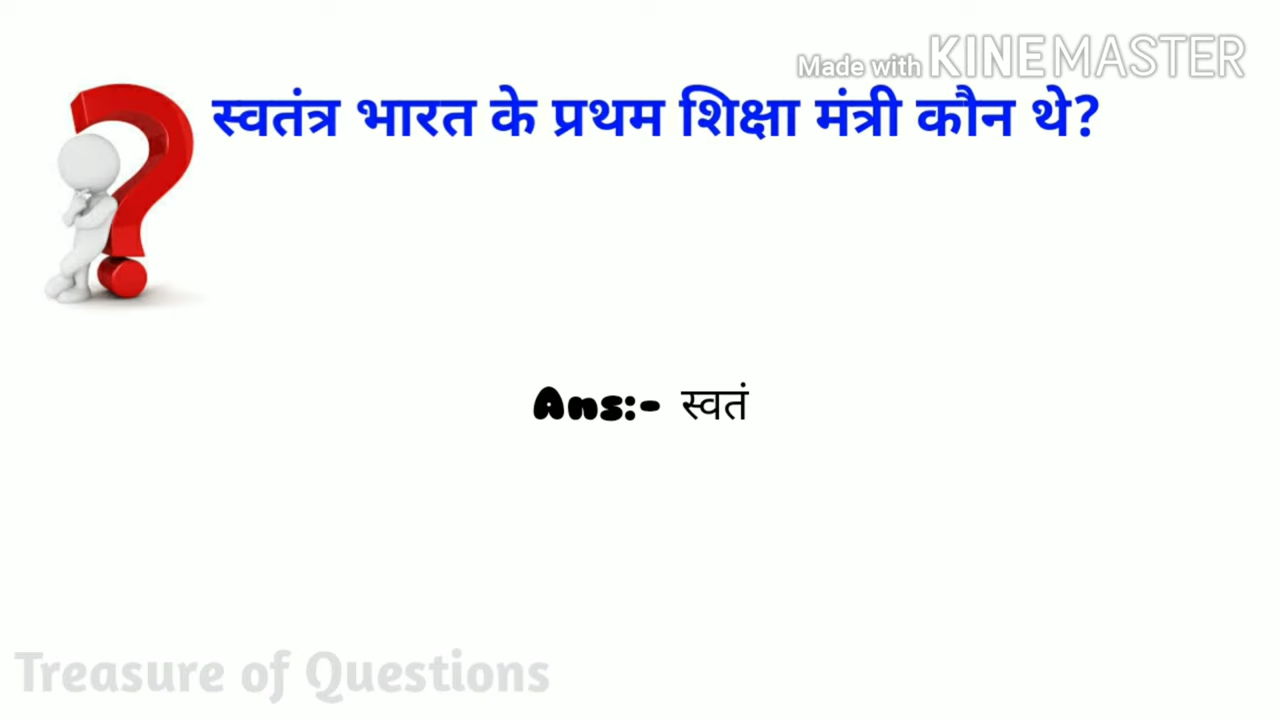 Made with KINEMASTER
स्वतंत्र भारत के प्रथम शिक्षा मंत्री कौन थे?
Ans:- स्वतं
Treasure of Questions